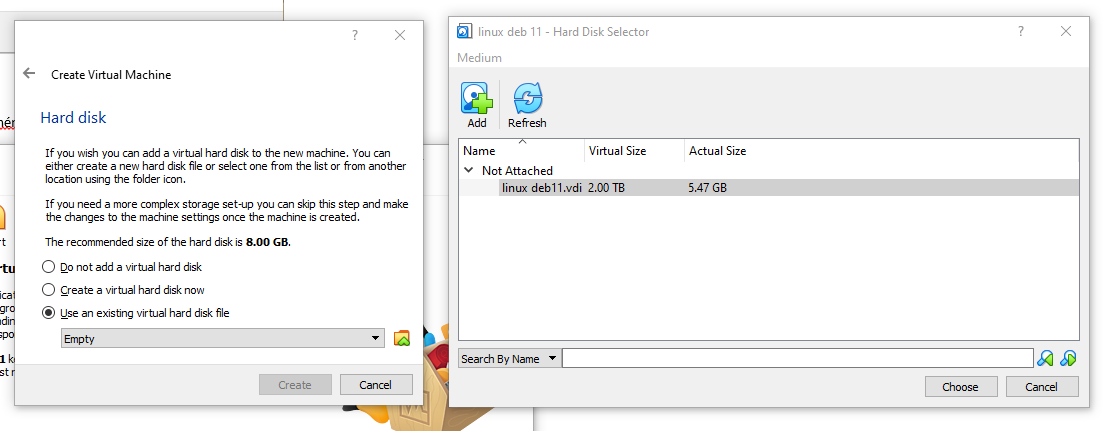 Create Virtual Machine
Hard disk
If you wish you can add a virtual hard disk to the new machine. You can
either create a new hard disk file or select one from the list or from another
location using the folder icon.
If you need a more complex storage set-up you can skip this step and make
the changes to the machine settings once the machine is created.
The recommended size of the hard disk is 8.00 GB.
Do not add a virtual hard disk
Create a virtual hard disk now
Use an existing virtual hard disk file
Empty
Create Cancel
linux deb 11 - Hard Disk Selector
Medium
Add Refresh
Name Virtual Size Actual Size
Not Attached
linux deb11.vdi 2.00 TB 5.47 GB
Search By Name
Choose Cancel